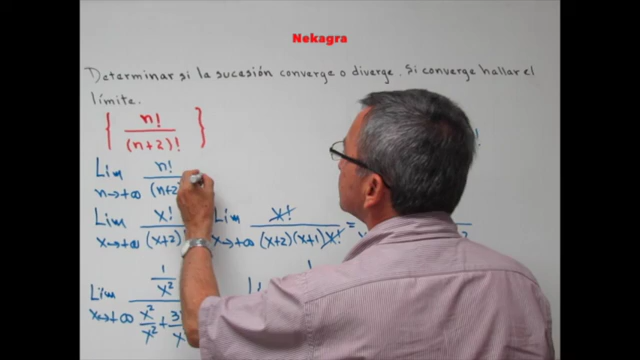 Nekagra
Determinar si la sucesión converge o diverge. Si converge hallar el
límite.
{ n! / (n+2)! }
Lim n→+∞ n! / (n+2)
Lim x→+∞ x! / (x+2) Lim x→+∞ x! / (x+2)(x+1)x! =
Lim x→+∞ 1/x² / x²/x² + 3